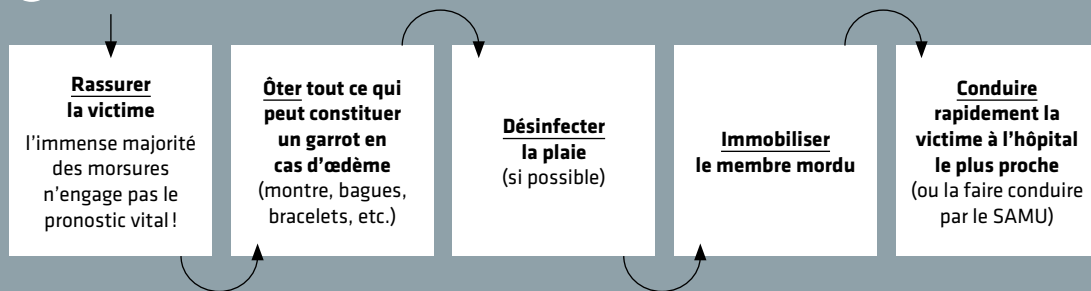 Rassurer
la victime
l'immense majorité
des morsures
n'engage pas le
pronostic vital !
Ôter tout ce qui
peut constituer
un garrot en
cas d'œdème
(montre, bagues,
bracelets, etc.)
Désinfecter
la plaie
(si possible)
Immobiliser
le membre mordu
Conduire
rapidement la
victime à l'hôpital
le plus proche
(ou la faire conduire
par le SAMU)